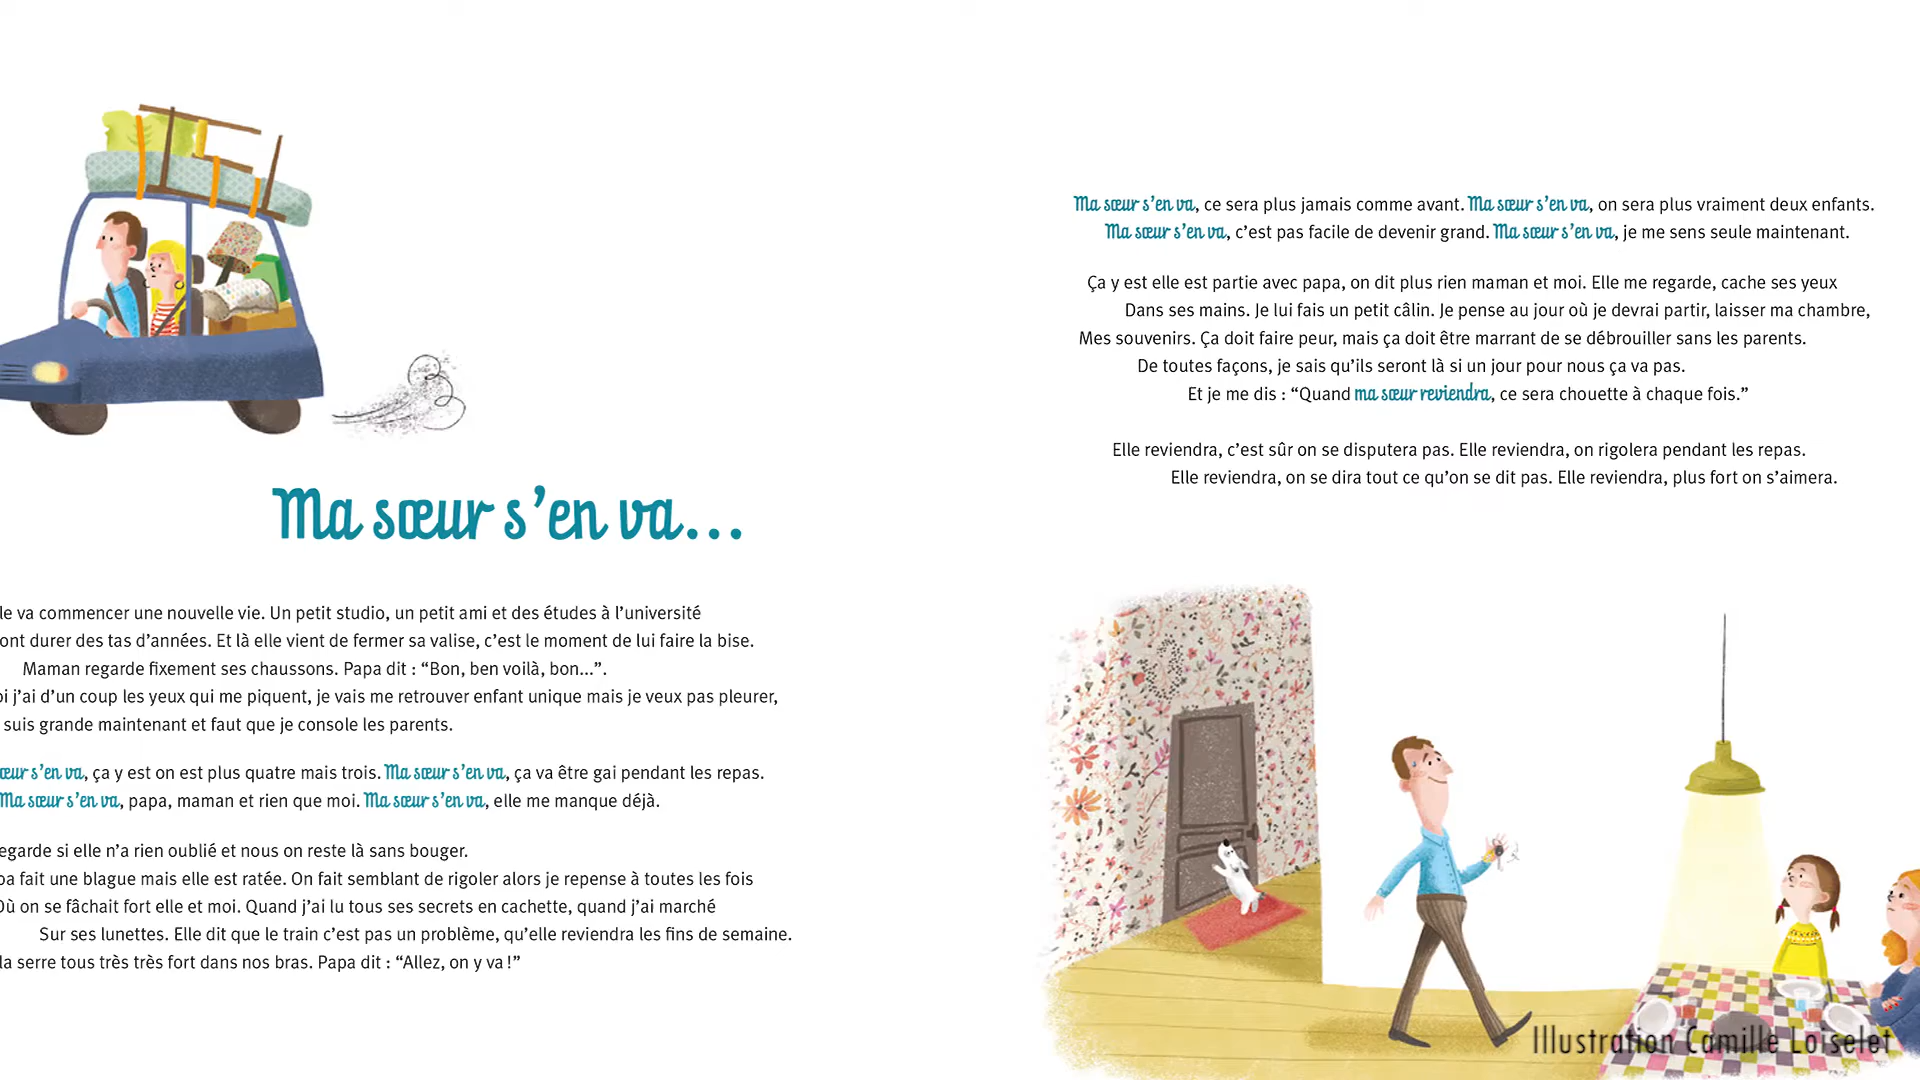 Ma sœur s’en va...
va commencer une nouvelle vie. Un petit studio, un petit ami et des études à l’université
durer des tas d’années. Et là elle vient de fermer sa valise, c’est le moment de lui faire la bise.
Maman regarde fixement ses chaussons. Papa dit : “Bon, ben voilà, bon...”.
j’ai d’un coup les yeux qui me piquent, je vais me retrouver enfant unique mais je veux pas pleurer,
suis grande maintenant et faut que je console les parents.
s’en va, ça y est on est plus quatre mais trois. Ma sœur s’en va, ça va être gai pendant les repas.
Ma sœur s’en va, papa, maman et rien que moi. Ma sœur s’en va, elle me manque déjà.
si elle n’a rien oublié et nous on reste là sans bouger.
fait une blague mais elle est ratée. On fait semblant de rigoler alors je repense à toutes les fois
Où on se fâchait fort elle et moi. Quand j’ai lu tous ses secrets en cachette, quand j’ai marché
Sur ses lunettes. Elle dit que le train c’est pas un problème, qu’elle reviendra les fins de semaine.
la serre tous très très fort dans nos bras. Papa dit : “Allez, on y va !”
Ma sœur s’en va, ce sera plus jamais comme avant. Ma sœur s’en va, on sera plus vraiment deux enfants.
Ma sœur s’en va, c’est pas facile de devenir grand. Ma sœur s’en va, je me sens seule maintenant.
Ça y est elle est partie avec papa, on dit plus rien maman et moi. Elle me regarde, cache ses yeux
Dans ses mains. Je lui fais un petit câlin. Je pense au jour où je devrai partir, laisser ma chambre,
Mes souvenirs. Ça doit faire peur, mais ça doit être marrant de se débrouiller sans les parents.
De toutes façons, je sais qu’ils seront là si un jour pour nous ça va pas.
Et je me dis : “Quand ma sœur reviendra, ce sera chouette à chaque fois.”
Elle reviendra, c’est sûr on se disputera pas. Elle reviendra, on rigolera pendant les repas.
Elle reviendra, on se dira tout ce qu’on se dit pas. Elle reviendra, plus fort on s’aimera.
Illustration Camille Loiselet